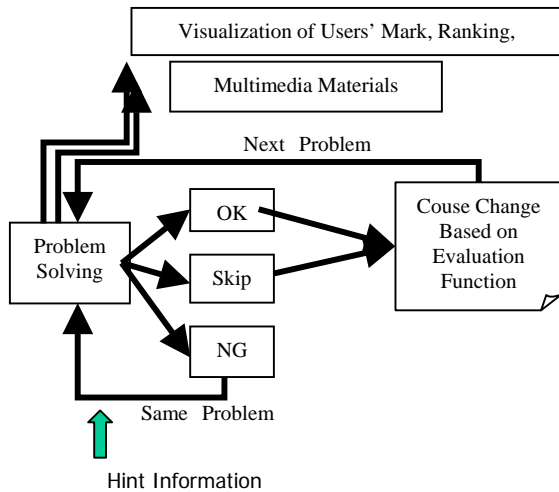 Visualization of Users' Mark, Ranking,
Multimedia Materials
Next Problem
OK
Couse Change
Based on
Evaluation
Function
Problem
Solving
Skip
NG
Same Problem
Hint Information